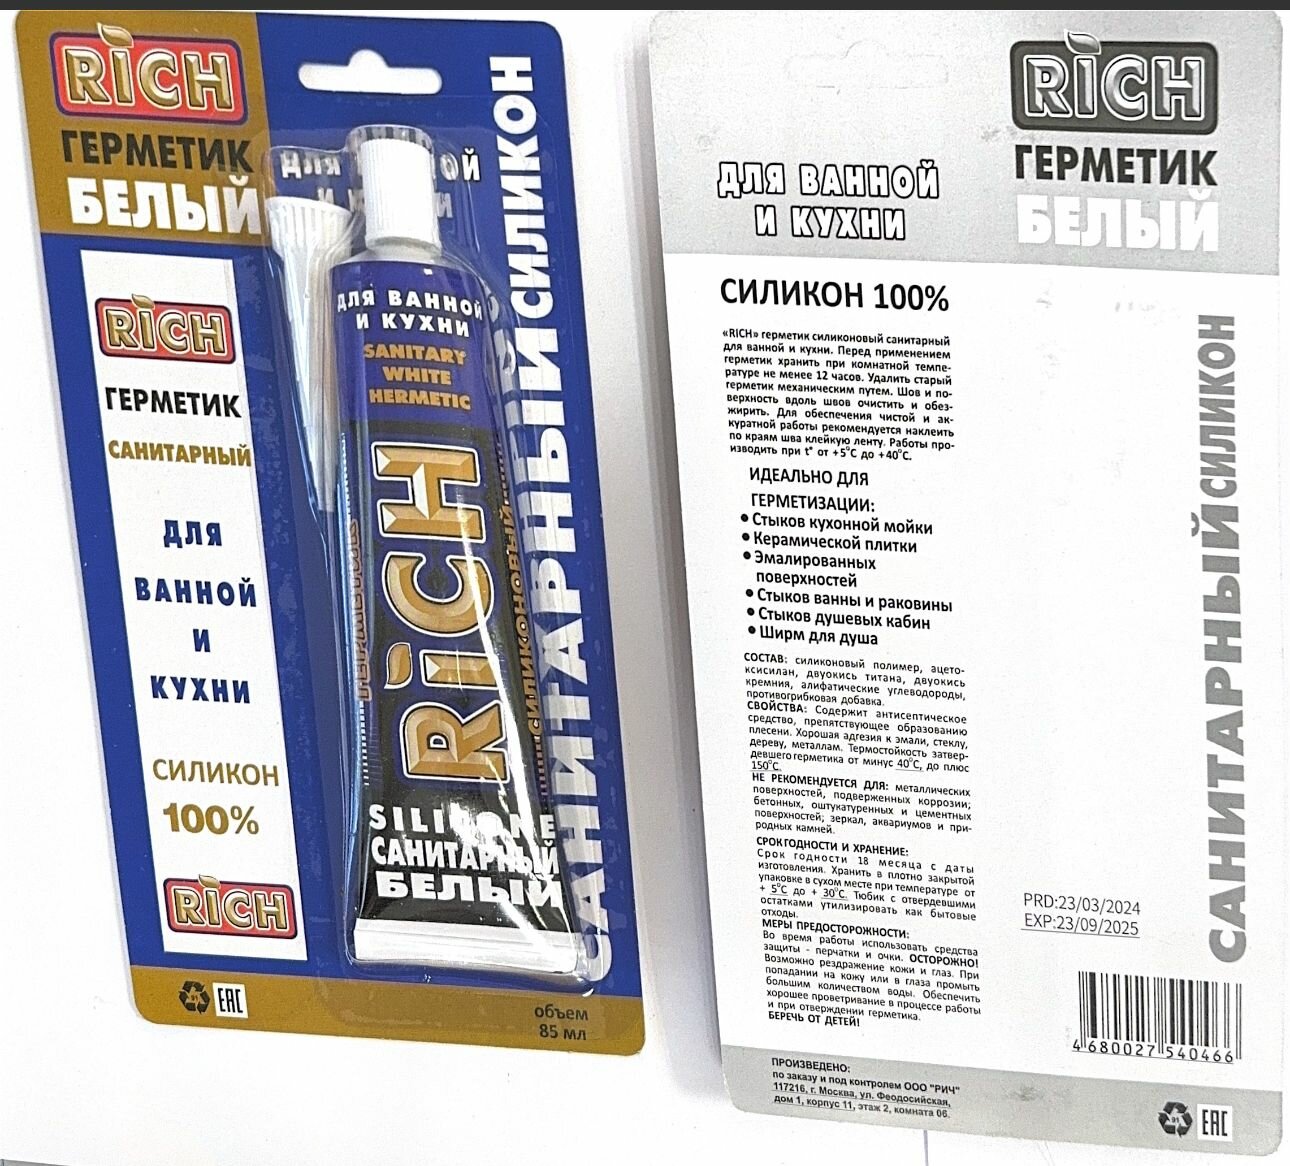 RICH
ГЕРМЕТИК
БЕЛЫЙ
САНИТАРНЫЙ СИЛИКОН
RICH
ГЕРМЕТИК
САНИТАРНЫЙ
ДЛЯ
ВАННОЙ
И
КУХНИ
СИЛИКОН
100%
RICH
EAC
объем
85 мл
ДЛЯ ВАННОЙ
И КУХНИ
SANITARY
WHITE
HERMETIC
RICH
СИЛИКОНОВЫЙ
SILICONE
САНИТАРНЫЙ
БЕЛЫЙ
RICH
ГЕРМЕТИК
БЕЛЫЙ
ДЛЯ ВАННОЙ
И КУХНИ
СИЛИКОН 100%
«RICH» герметик силиконовый санитарный
для ванной и кухни. Перед применением
герметик хранить при комнатной темпе-
ратуре не менее 12 часов. Удалить старый
герметик механическим путем. Шов и по-
верхность вдоль швов очистить и обез-
жирить. Для обеспечения чистой и ак-
куратной работы рекомендуется наклеить
по краям шва клейкую ленту. Работы про-
изводить при t° от +5°С до +40°С.
ИДЕАЛЬНО ДЛЯ
ГЕРМЕТИЗАЦИИ:
• Стыков кухонной мойки
• Керамической плитки
• Эмалированных
поверхностей
• Стыков ванны и раковины
• Стыков душевых кабин
• Ширм для душа
СОСТАВ: силиконовый полимер, ацето-
ксисилан, двуокись титана, двуокись
кремния, алифатические углеводороды,
противогрибковая добавка.
СВОЙСТВА: Содержит антисептическое
средство, препятствующее образованию
плесени. Хорошая адгезия к эмали, стеклу,
дереву, металлам. Термостойкость затвер-
девшего герметика от минус 40°С, до плюс
150°С.
НЕ РЕКОМЕНДУЕТСЯ ДЛЯ: металлических
поверхностей, подверженных коррозии;
бетонных, оштукатуренных и цементных
поверхностей; зеркал, аквариумов и при-
родных камней.
СРОК ГОДНОСТИ И ХРАНЕНИЕ:
Срок годности 18 месяца с даты
изготовления. Хранить в плотно закрытой
упаковке в сухом месте при температуре от
+ 5°С до + 30°С. Тюбик с отвердевшими
остатками утилизировать как бытовые
отходы.
МЕРЫ ПРЕДОСТОРОЖНОСТИ:
Во время работы использовать средства
защиты - перчатки и очки. ОСТОРОЖНО!
Возможно раздражение кожи и глаз. При
попадании на кожу или в глаза промыть
большим количеством воды. Обеспечить
хорошее проветривание в процессе работы
и при отверждении герметика.
БЕРЕЧЬ ОТ ДЕТЕЙ!
САНИТАРНЫЙ СИЛИКОН
PRD:23/03/2024
EXP:23/09/2025
4 680027 540466
ПРОИЗВЕДЕНО:
по заказу и под контролем ООО "РИЧ"
117216, г. Москва, ул. Феодосийская,
дом 1, корпус 11, этаж 2, комната 06.
EAC